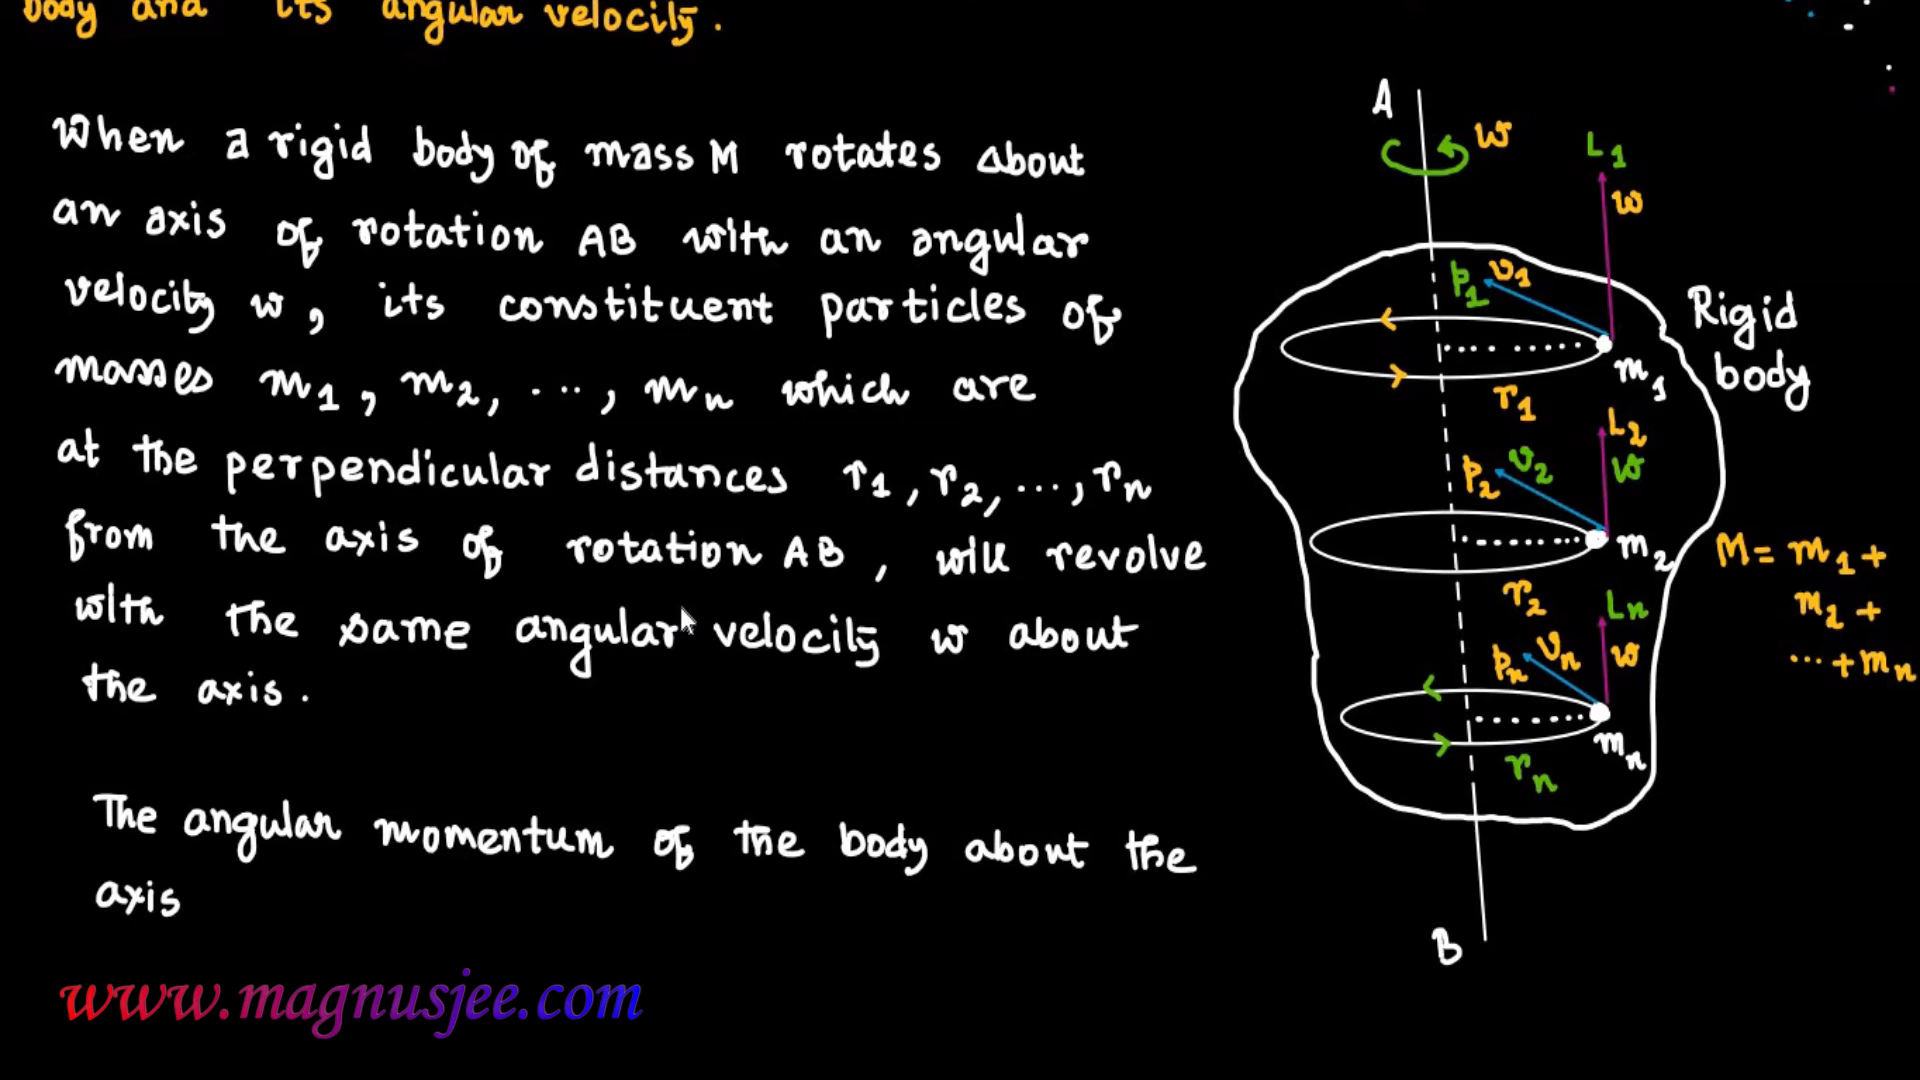 body and its angular velocity.
When a rigid body of mass M rotates about
an axis of rotation AB with an angular
velocity w, its constituent particles of
masses m1, m2, ..., mn which are
at the perpendicular distances r1, r2, ..., rn
from the axis of rotation AB, will revolve
with the same angular velocity w about
the axis.
The angular momentum of the body about the
axis
www.magnusjee.com
A
w
L1
w
P1 v1
m1
r1
Rigid
body
L2
w
P2 v2
m2
r2
M = m1 +
m2 +
... + mn
Ln
w
Pn vn
mn
rn
B